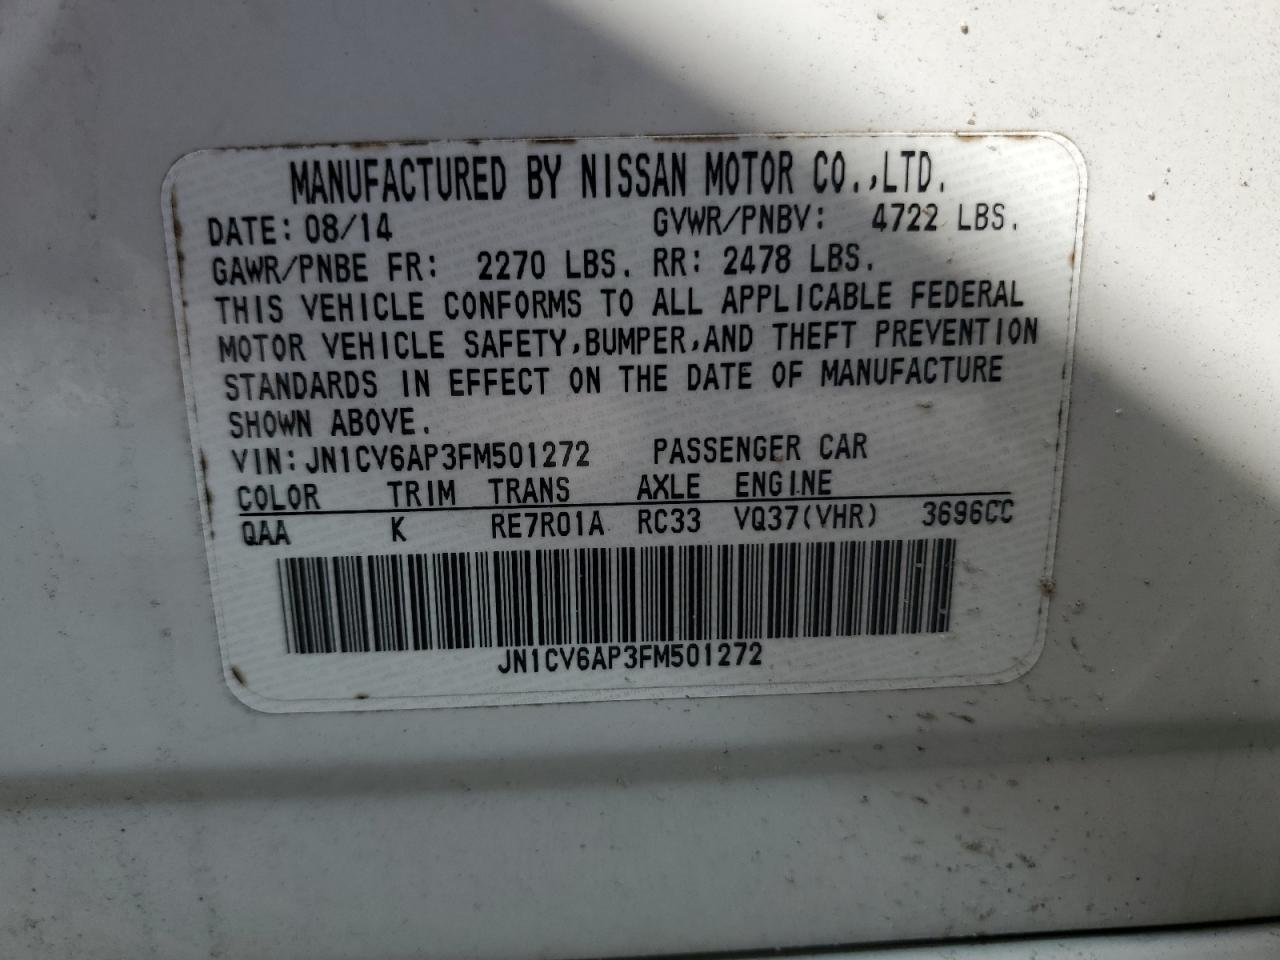 MANUFACTURED BY NISSAN MOTOR CO.,LTD.
DATE: 08/14 GVWR/PNBV: 4722 LBS.
GAWR/PNBE FR: 2270 LBS. RR: 2478 LBS.
THIS VEHICLE CONFORMS TO ALL APPLICABLE FEDERAL
MOTOR VEHICLE SAFETY,BUMPER,AND THEFT PREVENTION
STANDARDS IN EFFECT ON THE DATE OF MANUFACTURE
SHOWN ABOVE.
VIN:JN1CV6AP3FM501272 PASSENGER CAR
COLOR TRIM TRANS AXLE ENGINE
QAA K RE7R01A RC33 VQ37(VHR) 3696CC
JN1CV6AP3FM501272